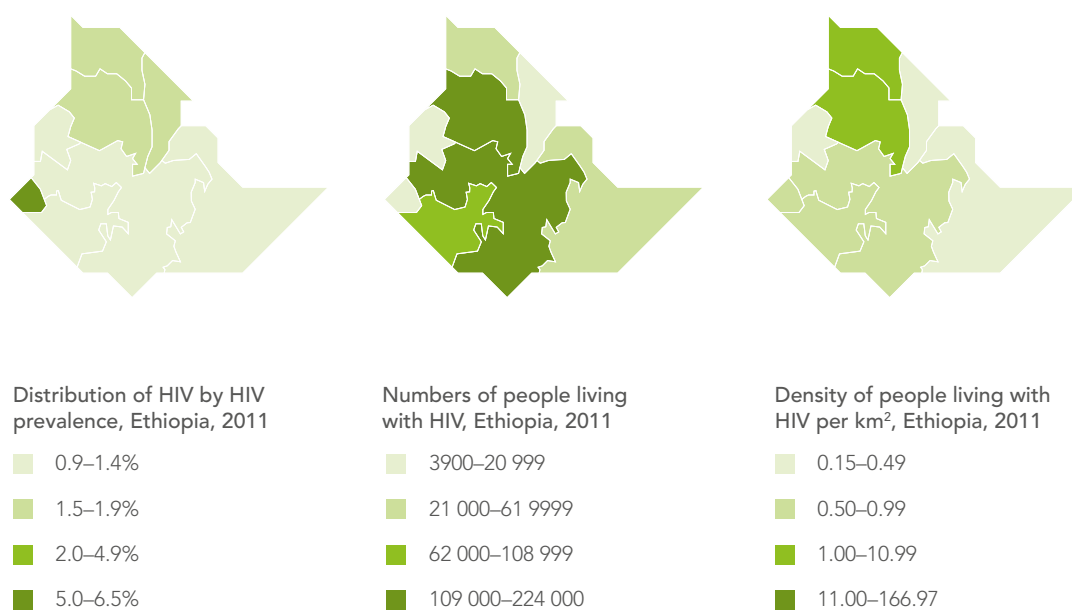 Distribution of HIV by HIV
prevalence, Ethiopia, 2011
0.9–1.4%
1.5–1.9%
2.0–4.9%
5.0–6.5%
Numbers of people living
with HIV, Ethiopia, 2011
3900–20 999
21 000–61 9999
62 000–108 999
109 000–224 000
Density of people living with
HIV per km², Ethiopia, 2011
0.15–0.49
0.50–0.99
1.00–10.99
11.00–166.97